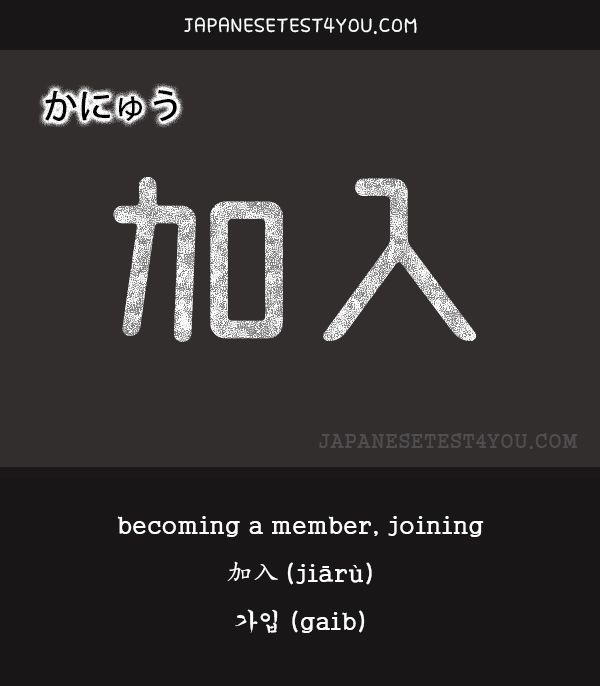 JAPANESETEST4YOU.COM
かにゅう
加入
JAPANESETEST4YOU.COM
becoming a member, joining
加入 (jiārù)
가입 (gaib)